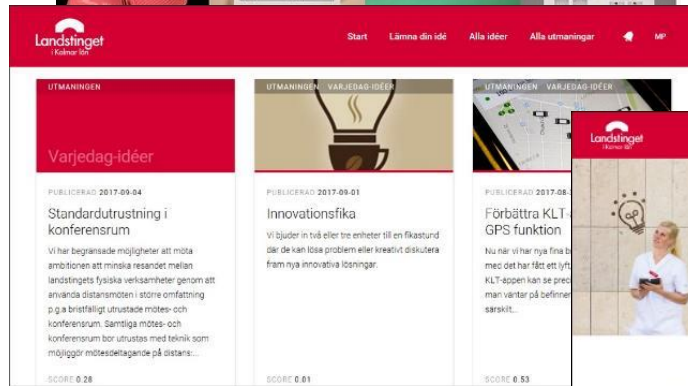 Landstinget
i Kalmar län
Start Lämna din idé Alla idéer Alla utmaningar MP
UTMANINGEN
Varjedag-idéer
PUBLICERAD 2017-09-04
Standardutrustning i
konferensrum
Vi har begränsade möjligheter att möta
ambitionen att minska resandet mellan
landstingets fysiska verksamheter genom att
använda distansmöten i större omfattning
p.g.a bristfälligt utrustade mötes- och
konferensrum. Samtliga mötes- och
konferensrum bör utrustas med teknik som
möjliggör mötesdeltagande på distans:...
SCORE 0.28
UTMANINGEN VARJEDAG-IDÉER
PUBLICERAD 2017-09-01
Innovationsfika
Vi bjuder in två eller tre enheter till en fikastund
där de kan lösa problem eller kreativt diskutera
fram nya innovativa lösningar.
SCORE 0.01
UTMANINGEN VARJEDAG-IDÉER
PUBLICERAD 2017-08-
Förbättra KLT-
GPS funktion
Nu när vi har nya fina b
med det har fått ett lyft
KLT-appen kan se prec
man väntar på befinner
särskilt...
SCORE 0.53
Landstinget
i Kalmar län